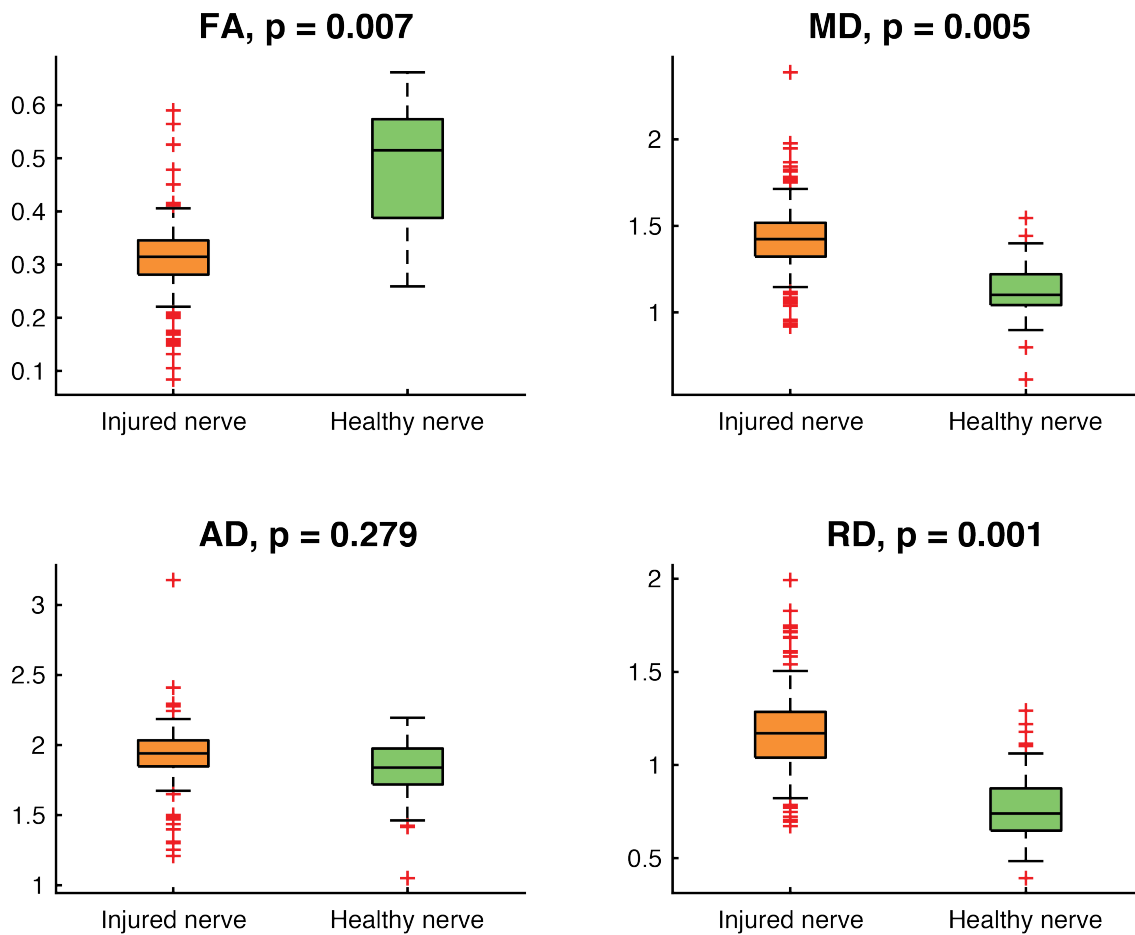 FA, p = 0.007
0.6
0.5
0.4
0.3
0.2
0.1
Injured nerve Healthy nerve
MD, p = 0.005
2
1.5
1
Injured nerve Healthy nerve
AD, p = 0.279
3
2.5
2
1.5
1
Injured nerve Healthy nerve
RD, p = 0.001
2
1.5
1
0.5
Injured nerve Healthy nerve